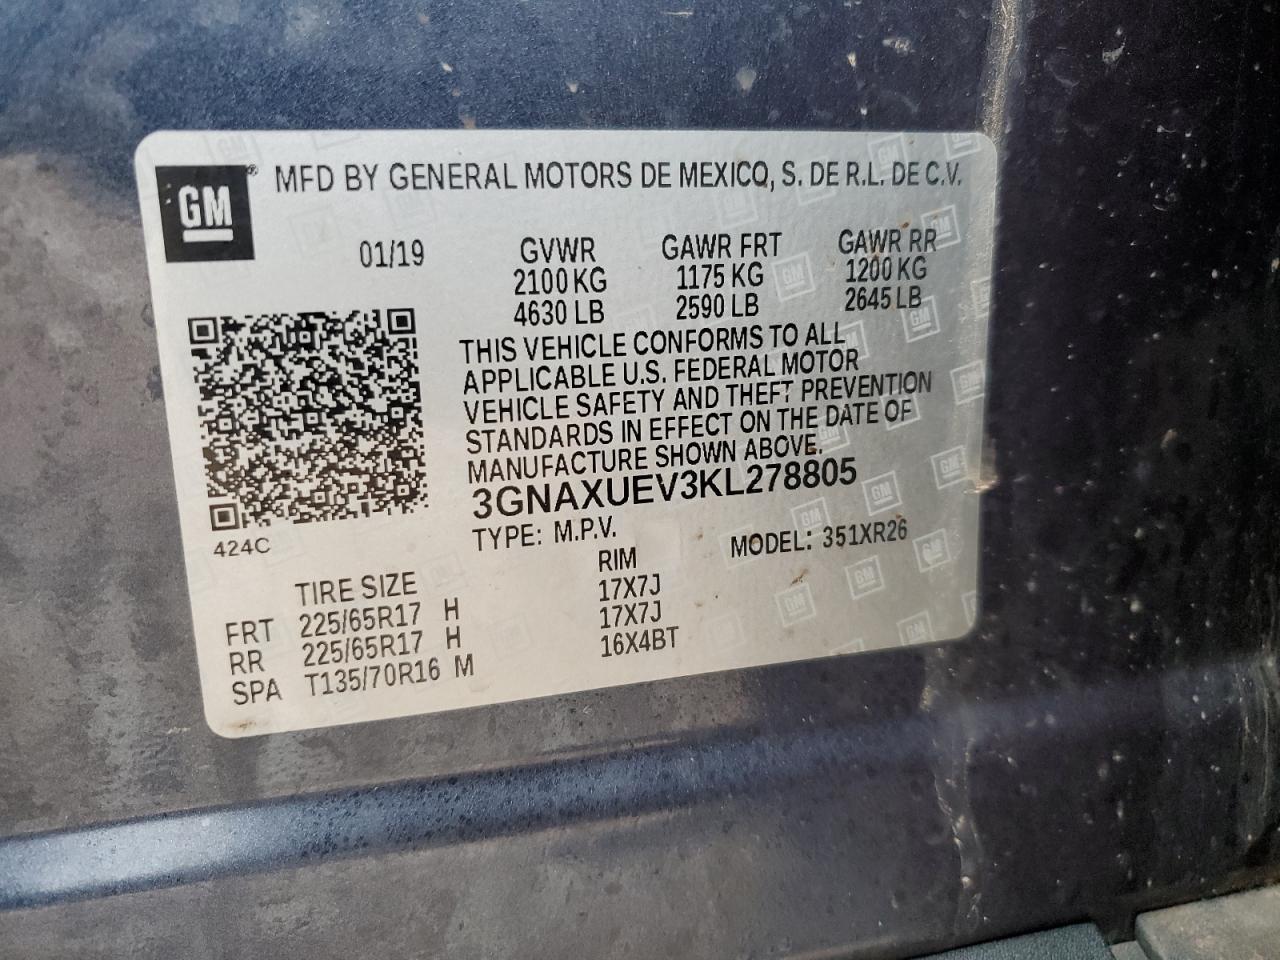 GM ® MFD BY GENERAL MOTORS DE MEXICO, S. DE R.L. DE C.V.
01/19 GVWR GAWR FRT GAWR RR
2100 KG 1175 KG 1200 KG
4630 LB 2590 LB 2645 LB
THIS VEHICLE CONFORMS TO ALL
APPLICABLE U.S. FEDERAL MOTOR
VEHICLE SAFETY AND THEFT PREVENTION
STANDARDS IN EFFECT ON THE DATE OF
MANUFACTURE SHOWN ABOVE.
3GNAXUEV3KL278805
424C
TYPE: M.P.V. MODEL: 351XR26
TIRE SIZE RIM
FRT 225/65R17 H 17X7J
RR 225/65R17 H 17X7J
SPA T135/70R16 M 16X4BT